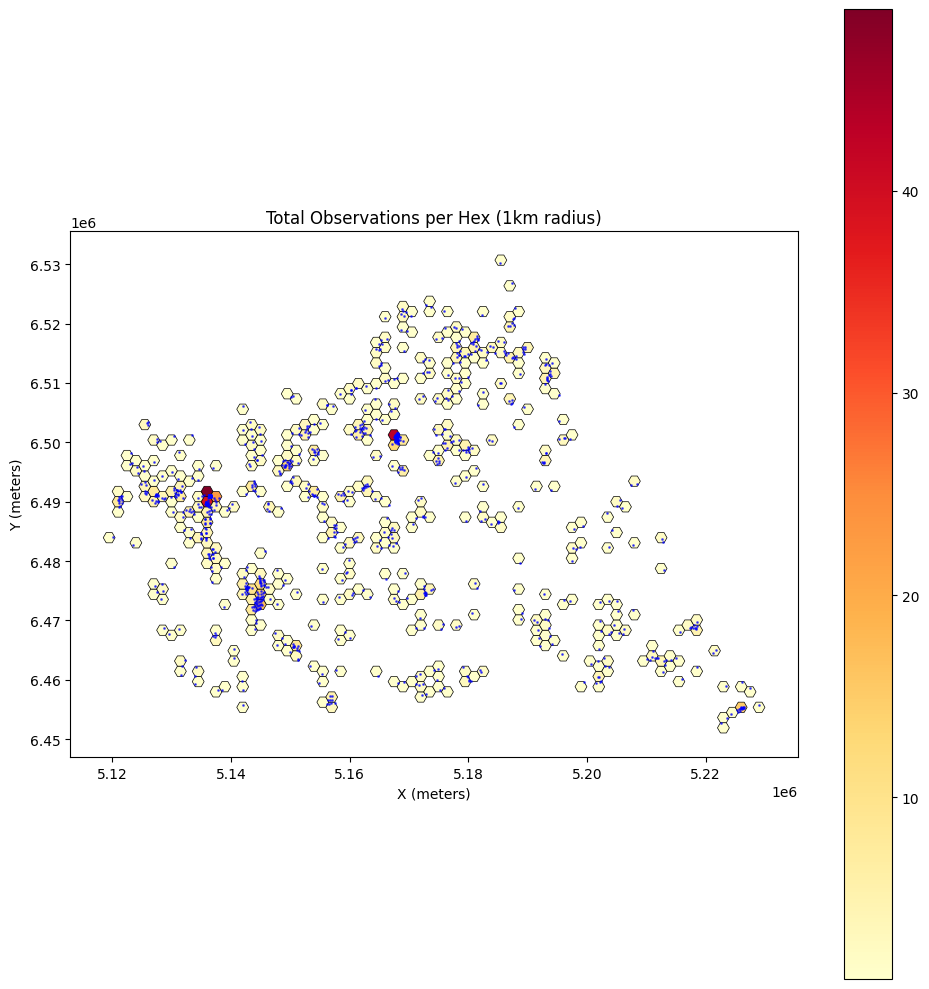 Total Observations per Hex (1km radius)
1e6
6.53
6.52
6.51
6.50
6.49
6.48
6.47
6.46
6.45
Y (meters)
5.12 5.14 5.16 5.18 5.20 5.22
X (meters)
1e6
40
30
20
10